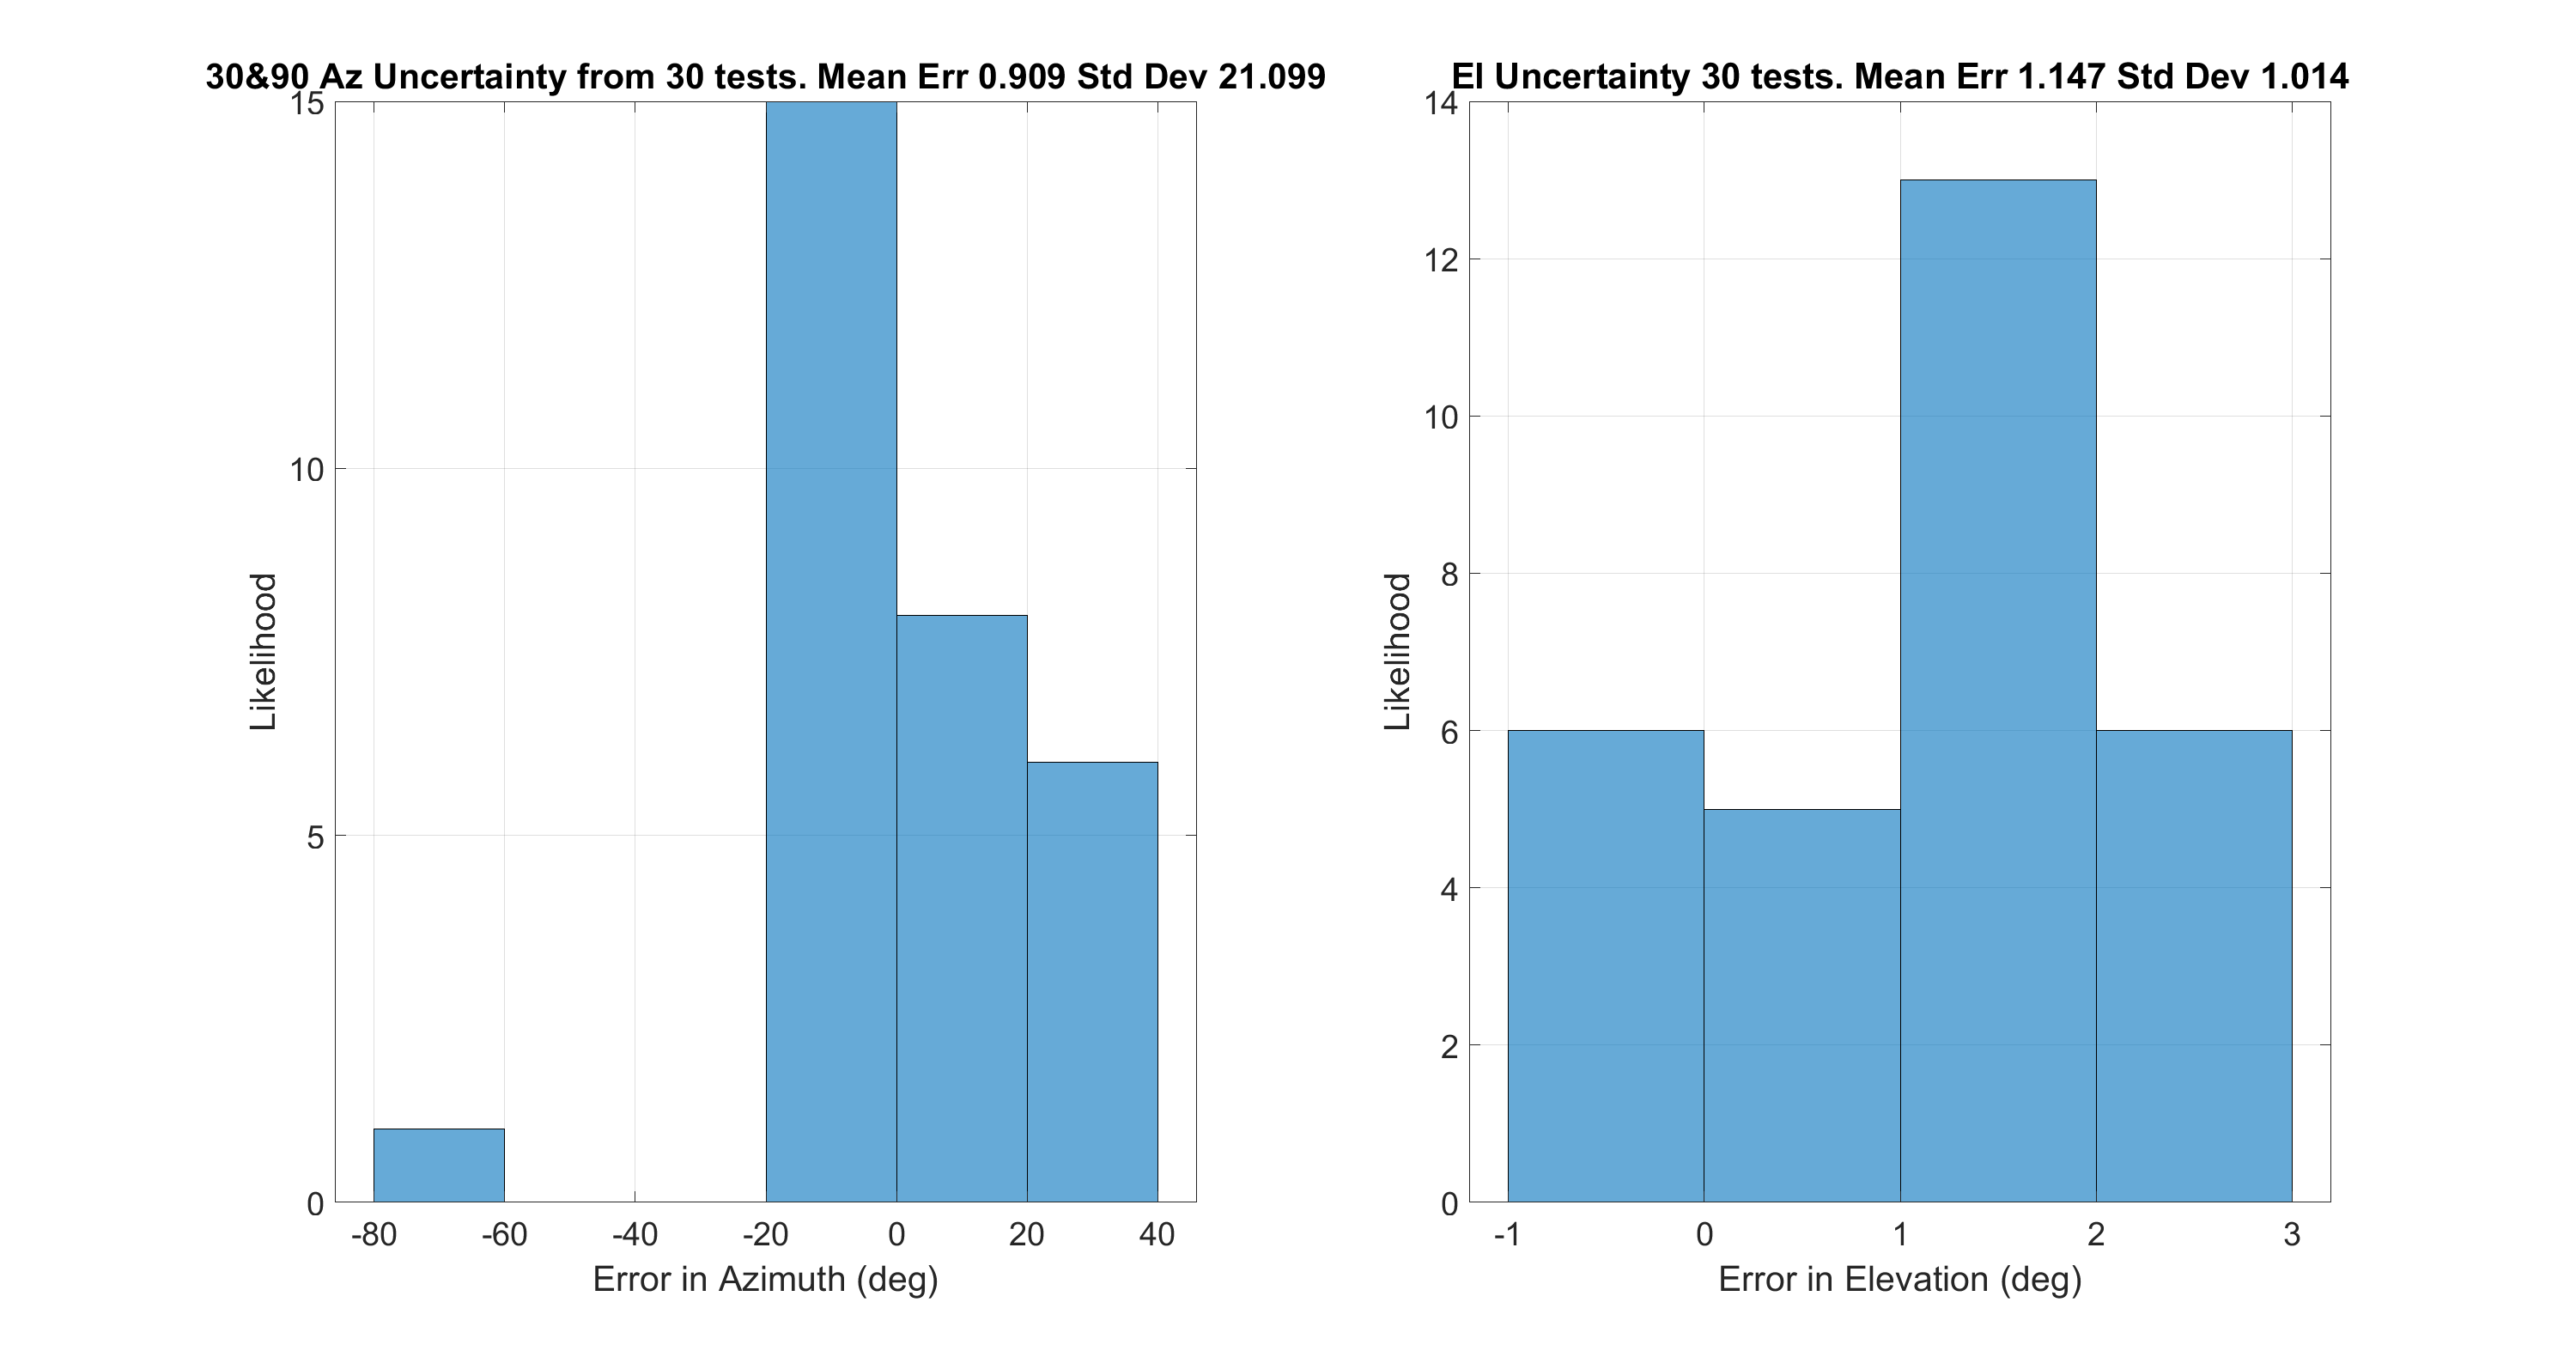 30&90 Az Uncertainty from 30 tests. Mean Err 0.909 Std Dev 21.099
15
10
5
0
Likelihood
-80 -60 -40 -20 0 20 40
Error in Azimuth (deg)
El Uncertainty 30 tests. Mean Err 1.147 Std Dev 1.014
14
12
10
8
6
4
2
0
Likelihood
-1 0 1 2 3
Error in Elevation (deg)